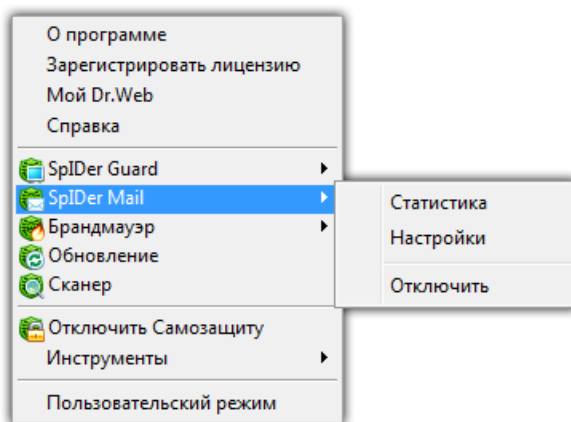 О программе
Зарегистрировать лицензию
Мой Dr.Web
Справка
SpIDer Guard
SpIDer Mail
Брандмауэр
Обновление
Сканер
Отключить Самозащиту
Инструменты
Пользовательский режим
Статистика
Настройки
Отключить